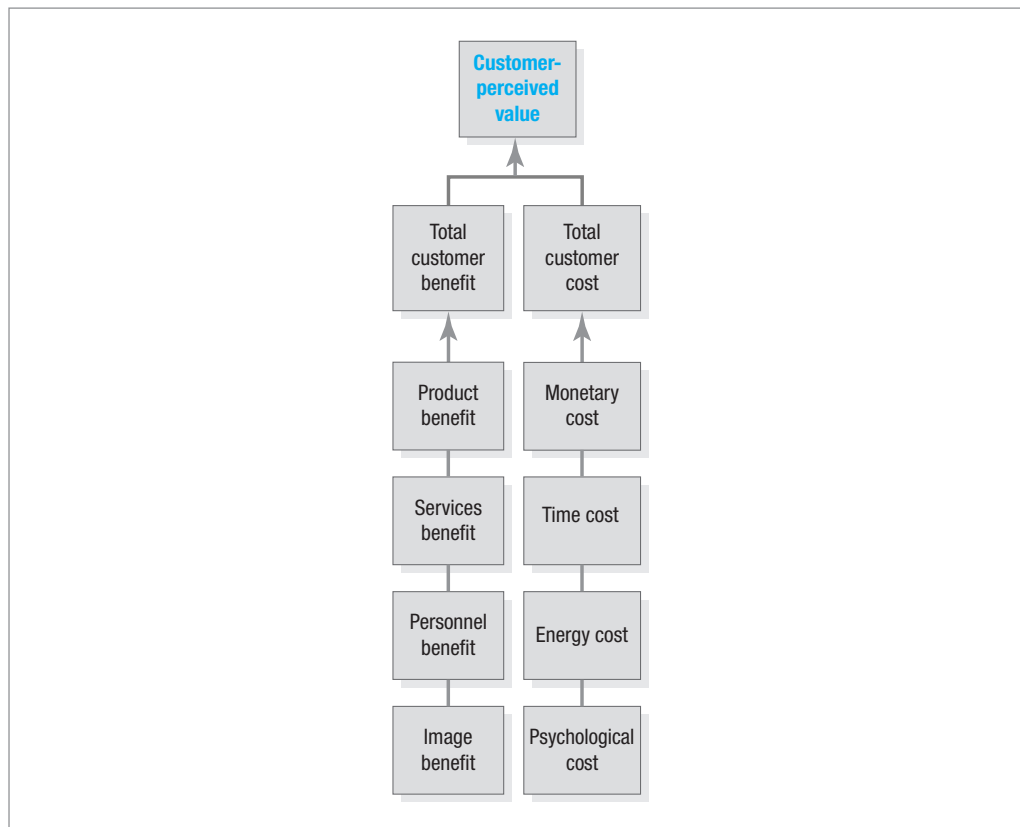 Customer-
perceived
value
Total
customer
benefit
Total
customer
cost
Product
benefit
Monetary
cost
Services
benefit
Time cost
Personnel
benefit
Energy cost
Image
benefit
Psychological
cost